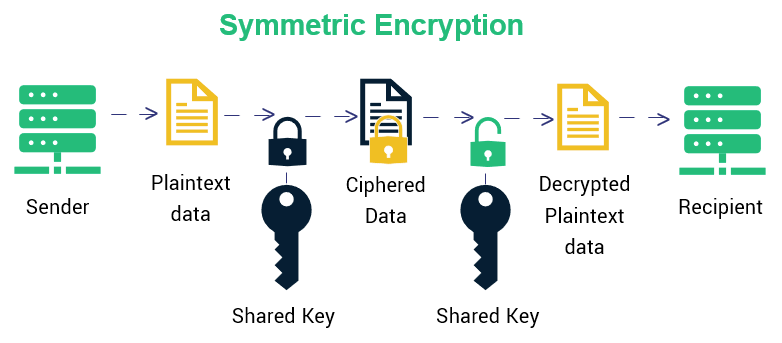 Symmetric Encryption
Sender
Plaintext
data
Shared Key
Ciphered
Data
Shared Key
Decrypted
Plaintext
data
Recipient